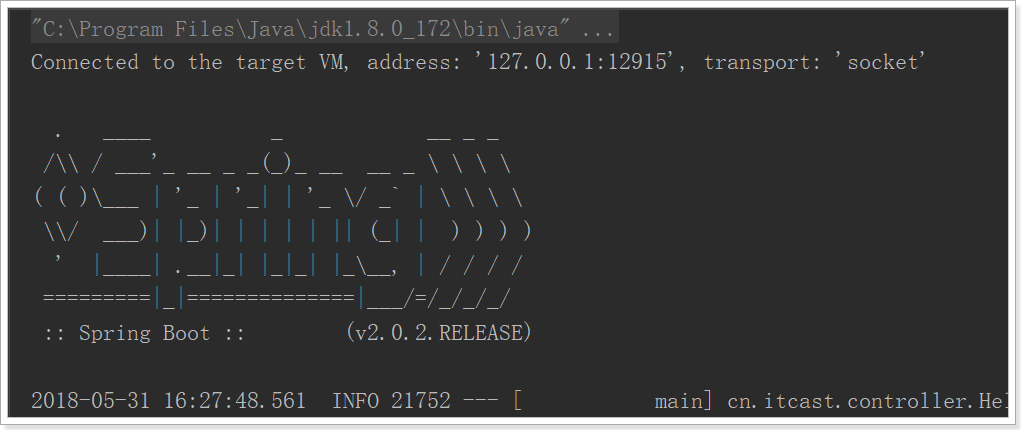 "C:\Program Files\Java\jdk1.8.0_172\bin\java" ...
Connected to the target VM, address: '127.0.0.1:12915', transport: 'socket'
  .   ____          _            __ _ _
 /\\ / ___'_ __ _ _(_)_ __  __ _ \ \ \ \
( ( )\___ | '_ | '_| | '_ \/ _` | \ \ \ \
 \\/  ___)| |_)| | | | | || (_| |  ) ) ) )
  '  |____| .__|_| |_|_| |_\__, | / / / /
 =========|_|==============|___/=/_/_/_/
 :: Spring Boot ::        (v2.0.2.RELEASE)
2018-05-31 16:27:48.561  INFO 21752 --- [           main] cn.itcast.controller.Hel